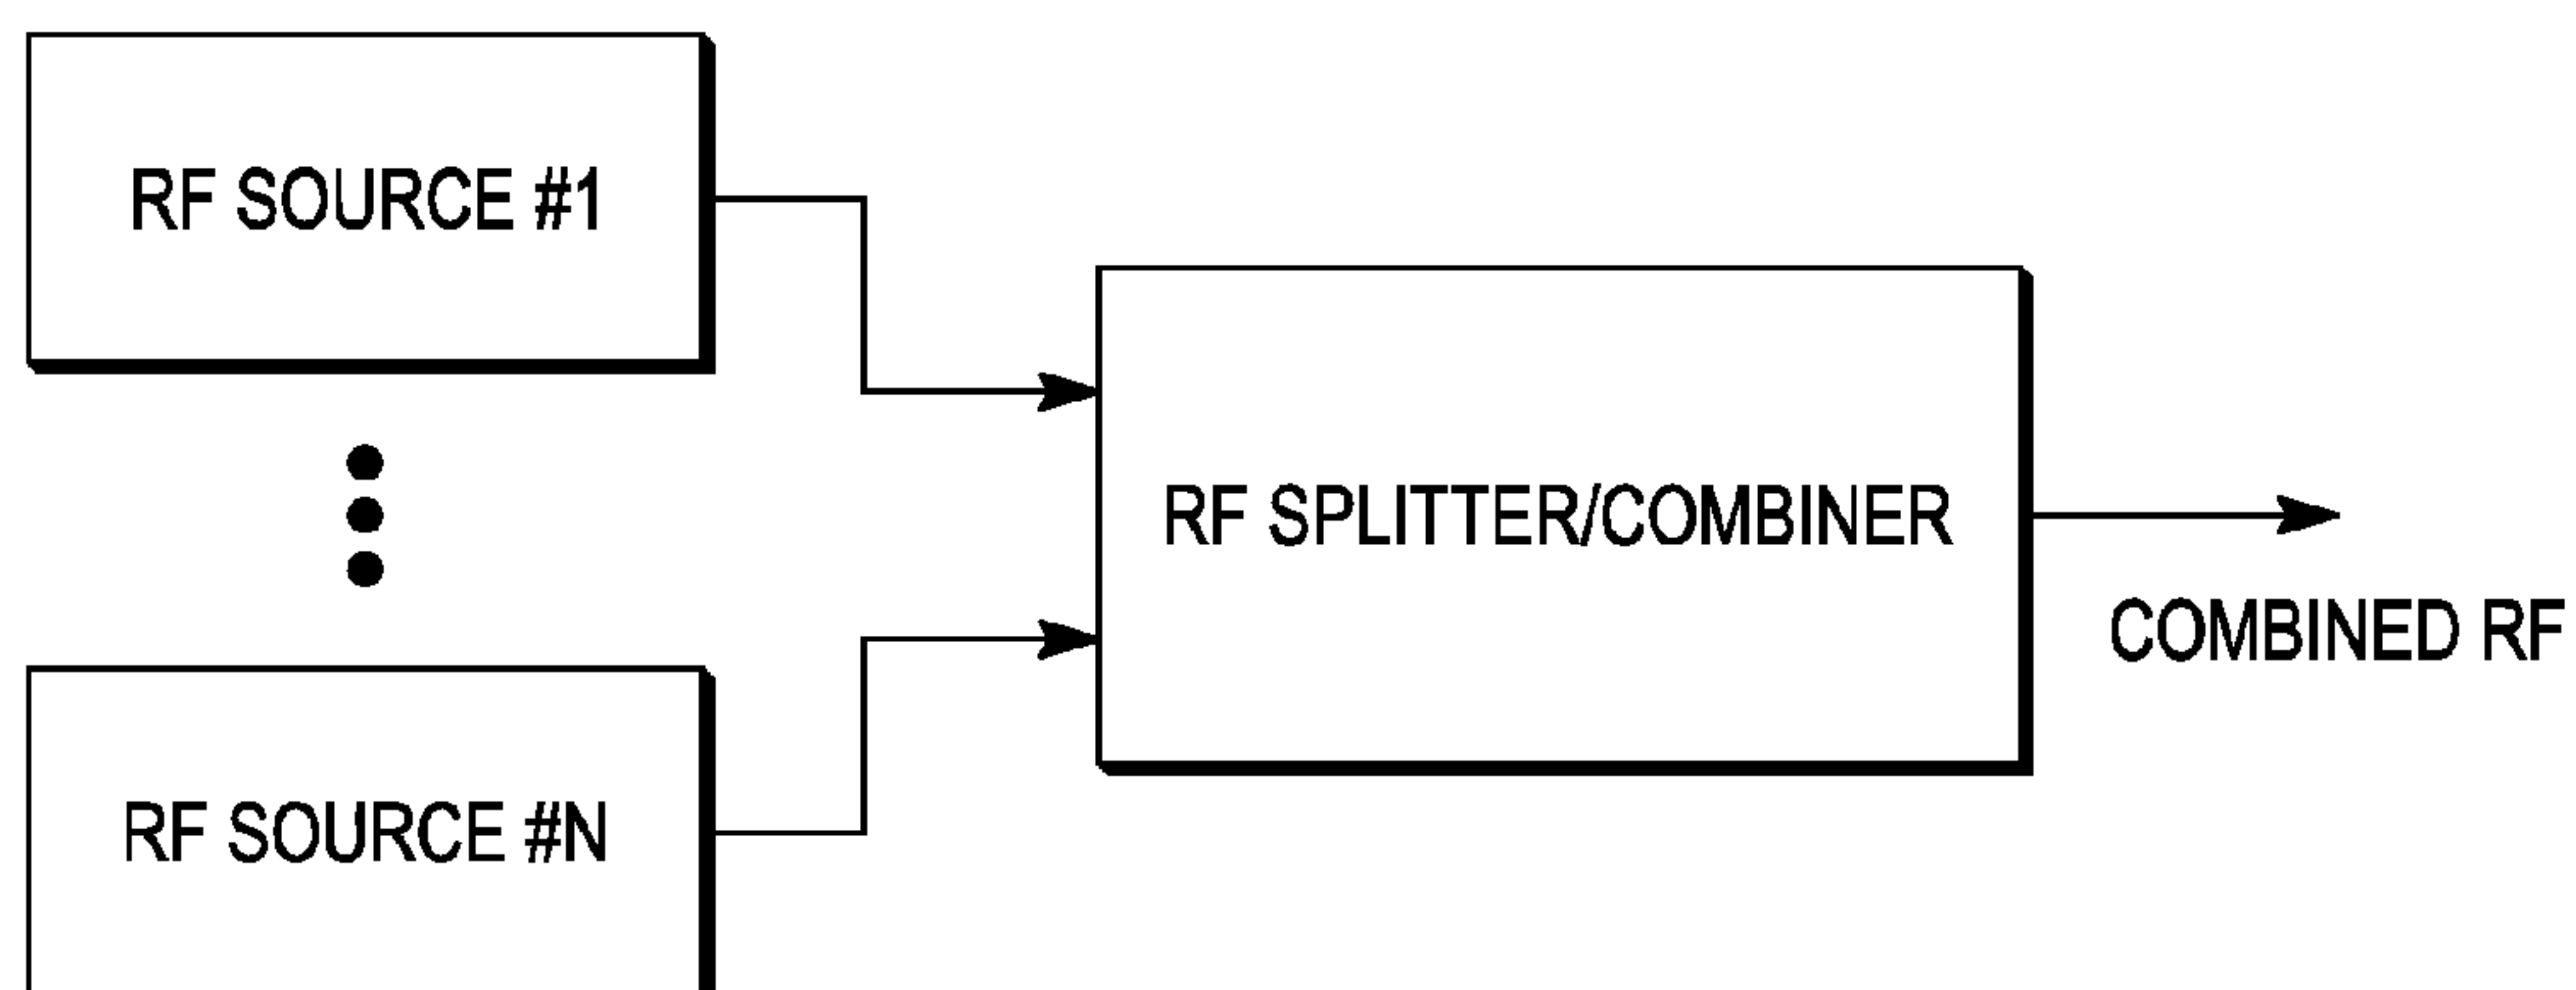 RF SOURCE #1
RF SPLITTER/COMBINER
COMBINED RF
RF SOURCE #N